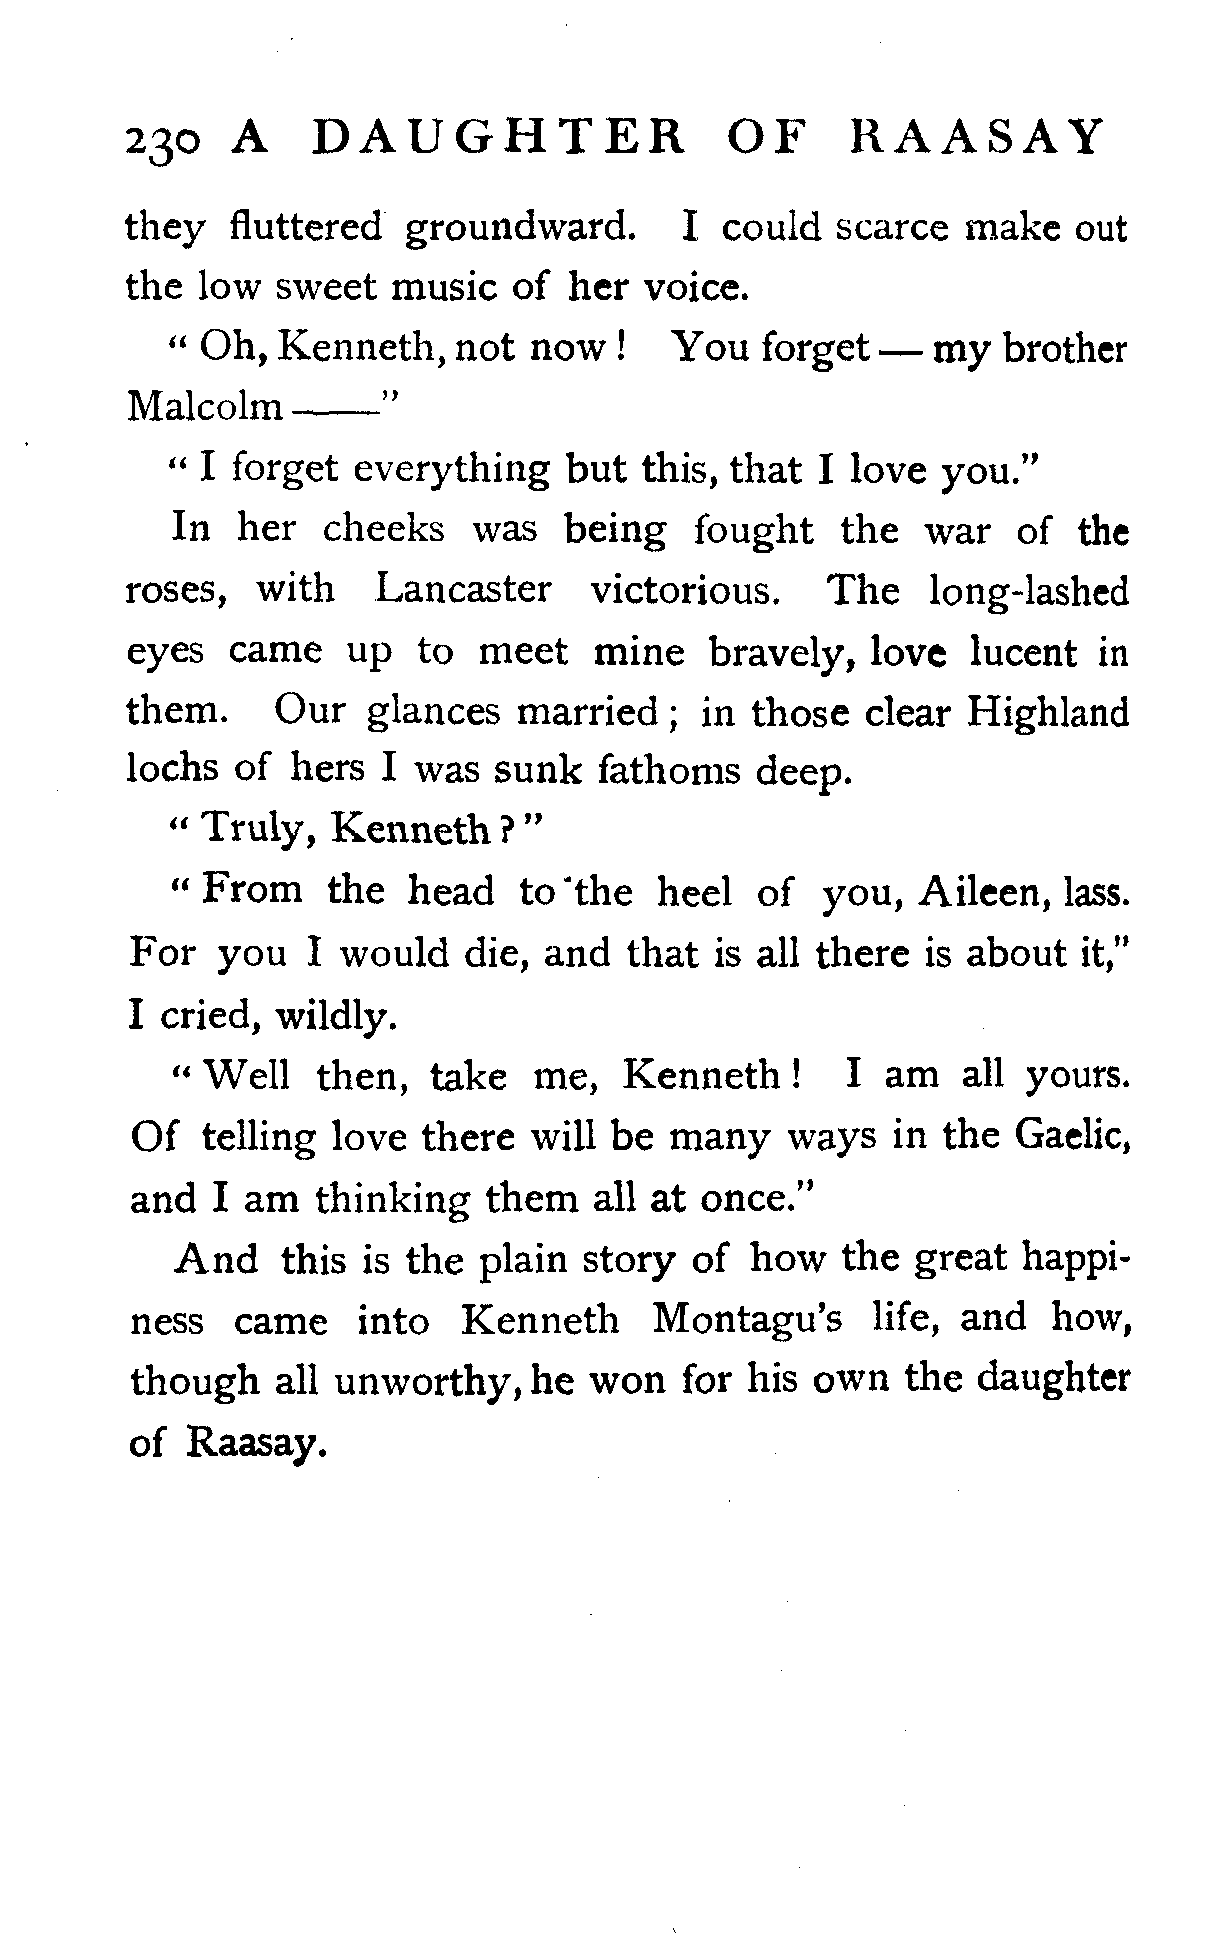 230 A DAUGHTER OF RAASAY
they fluttered groundward. I could scarce make out
the low sweet music of her voice.
“ Oh, Kenneth, not now ! You forget — my brother
Malcolm ——”
“ I forget everything but this, that I love you.”
In her cheeks was being fought the war of the
roses, with Lancaster victorious. The long-lashed
eyes came up to meet mine bravely, love lucent in
them. Our glances married ; in those clear Highland
lochs of hers I was sunk fathoms deep.
“ Truly, Kenneth ? ”
“ From the head to the heel of you, Aileen, lass.
For you I would die, and that is all there is about it,”
I cried, wildly.
“ Well then, take me, Kenneth ! I am all yours.
Of telling love there will be many ways in the Gaelic,
and I am thinking them all at once.”
And this is the plain story of how the great happi-
ness came into Kenneth Montagu’s life, and how,
though all unworthy, he won for his own the daughter
of Raasay.